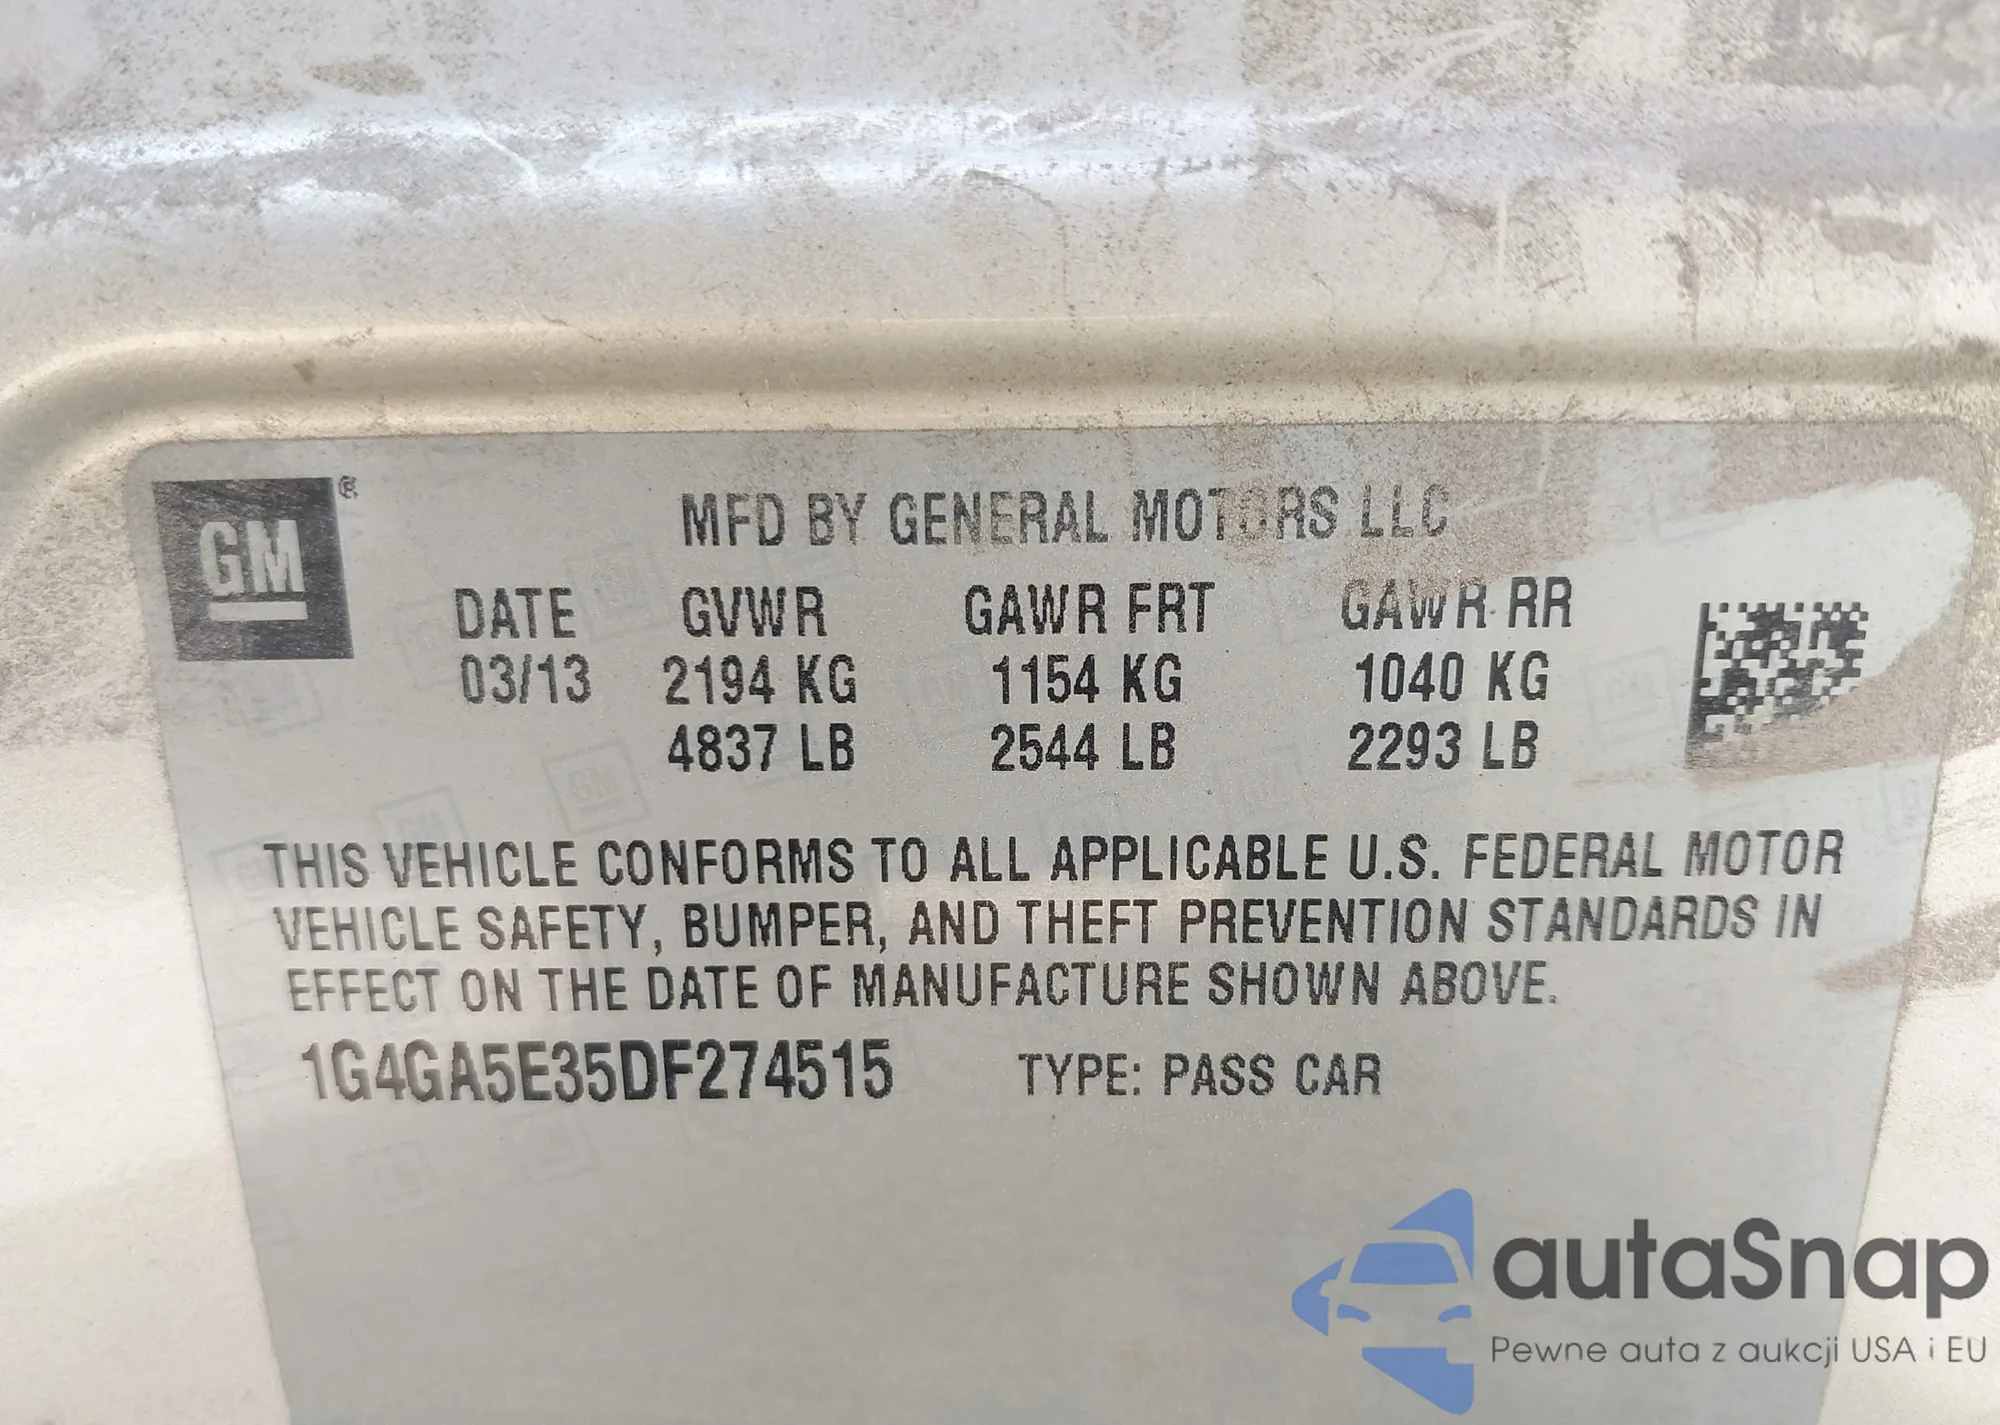 GM®
MFD BY GENERAL MOTORS LLC
DATE GVWR GAWR FRT GAWR RR
03/13 2194 KG 1154 KG 1040 KG
4837 LB 2544 LB 2293 LB
THIS VEHICLE CONFORMS TO ALL APPLICABLE U.S. FEDERAL MOTOR
VEHICLE SAFETY, BUMPER, AND THEFT PREVENTION STANDARDS IN
EFFECT ON THE DATE OF MANUFACTURE SHOWN ABOVE.
1G4GA5E35DF274515 TYPE: PASS CAR
autaSnap
Pewne auta z aukcji USA i EU